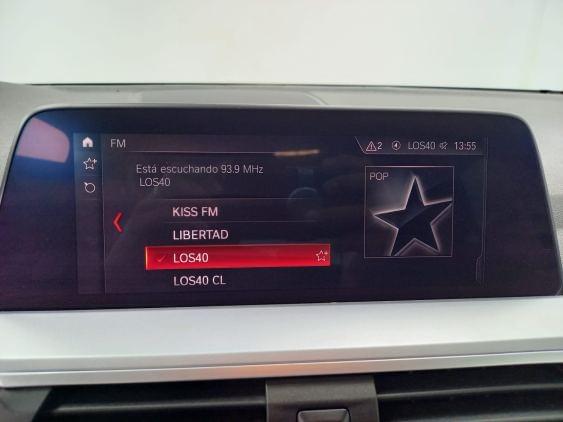 FM
2 LOS40 13:55
Está escuchando 93.9 MHz
LOS40
POP
KISS FM
LIBERTAD
LOS40
LOS40 CL